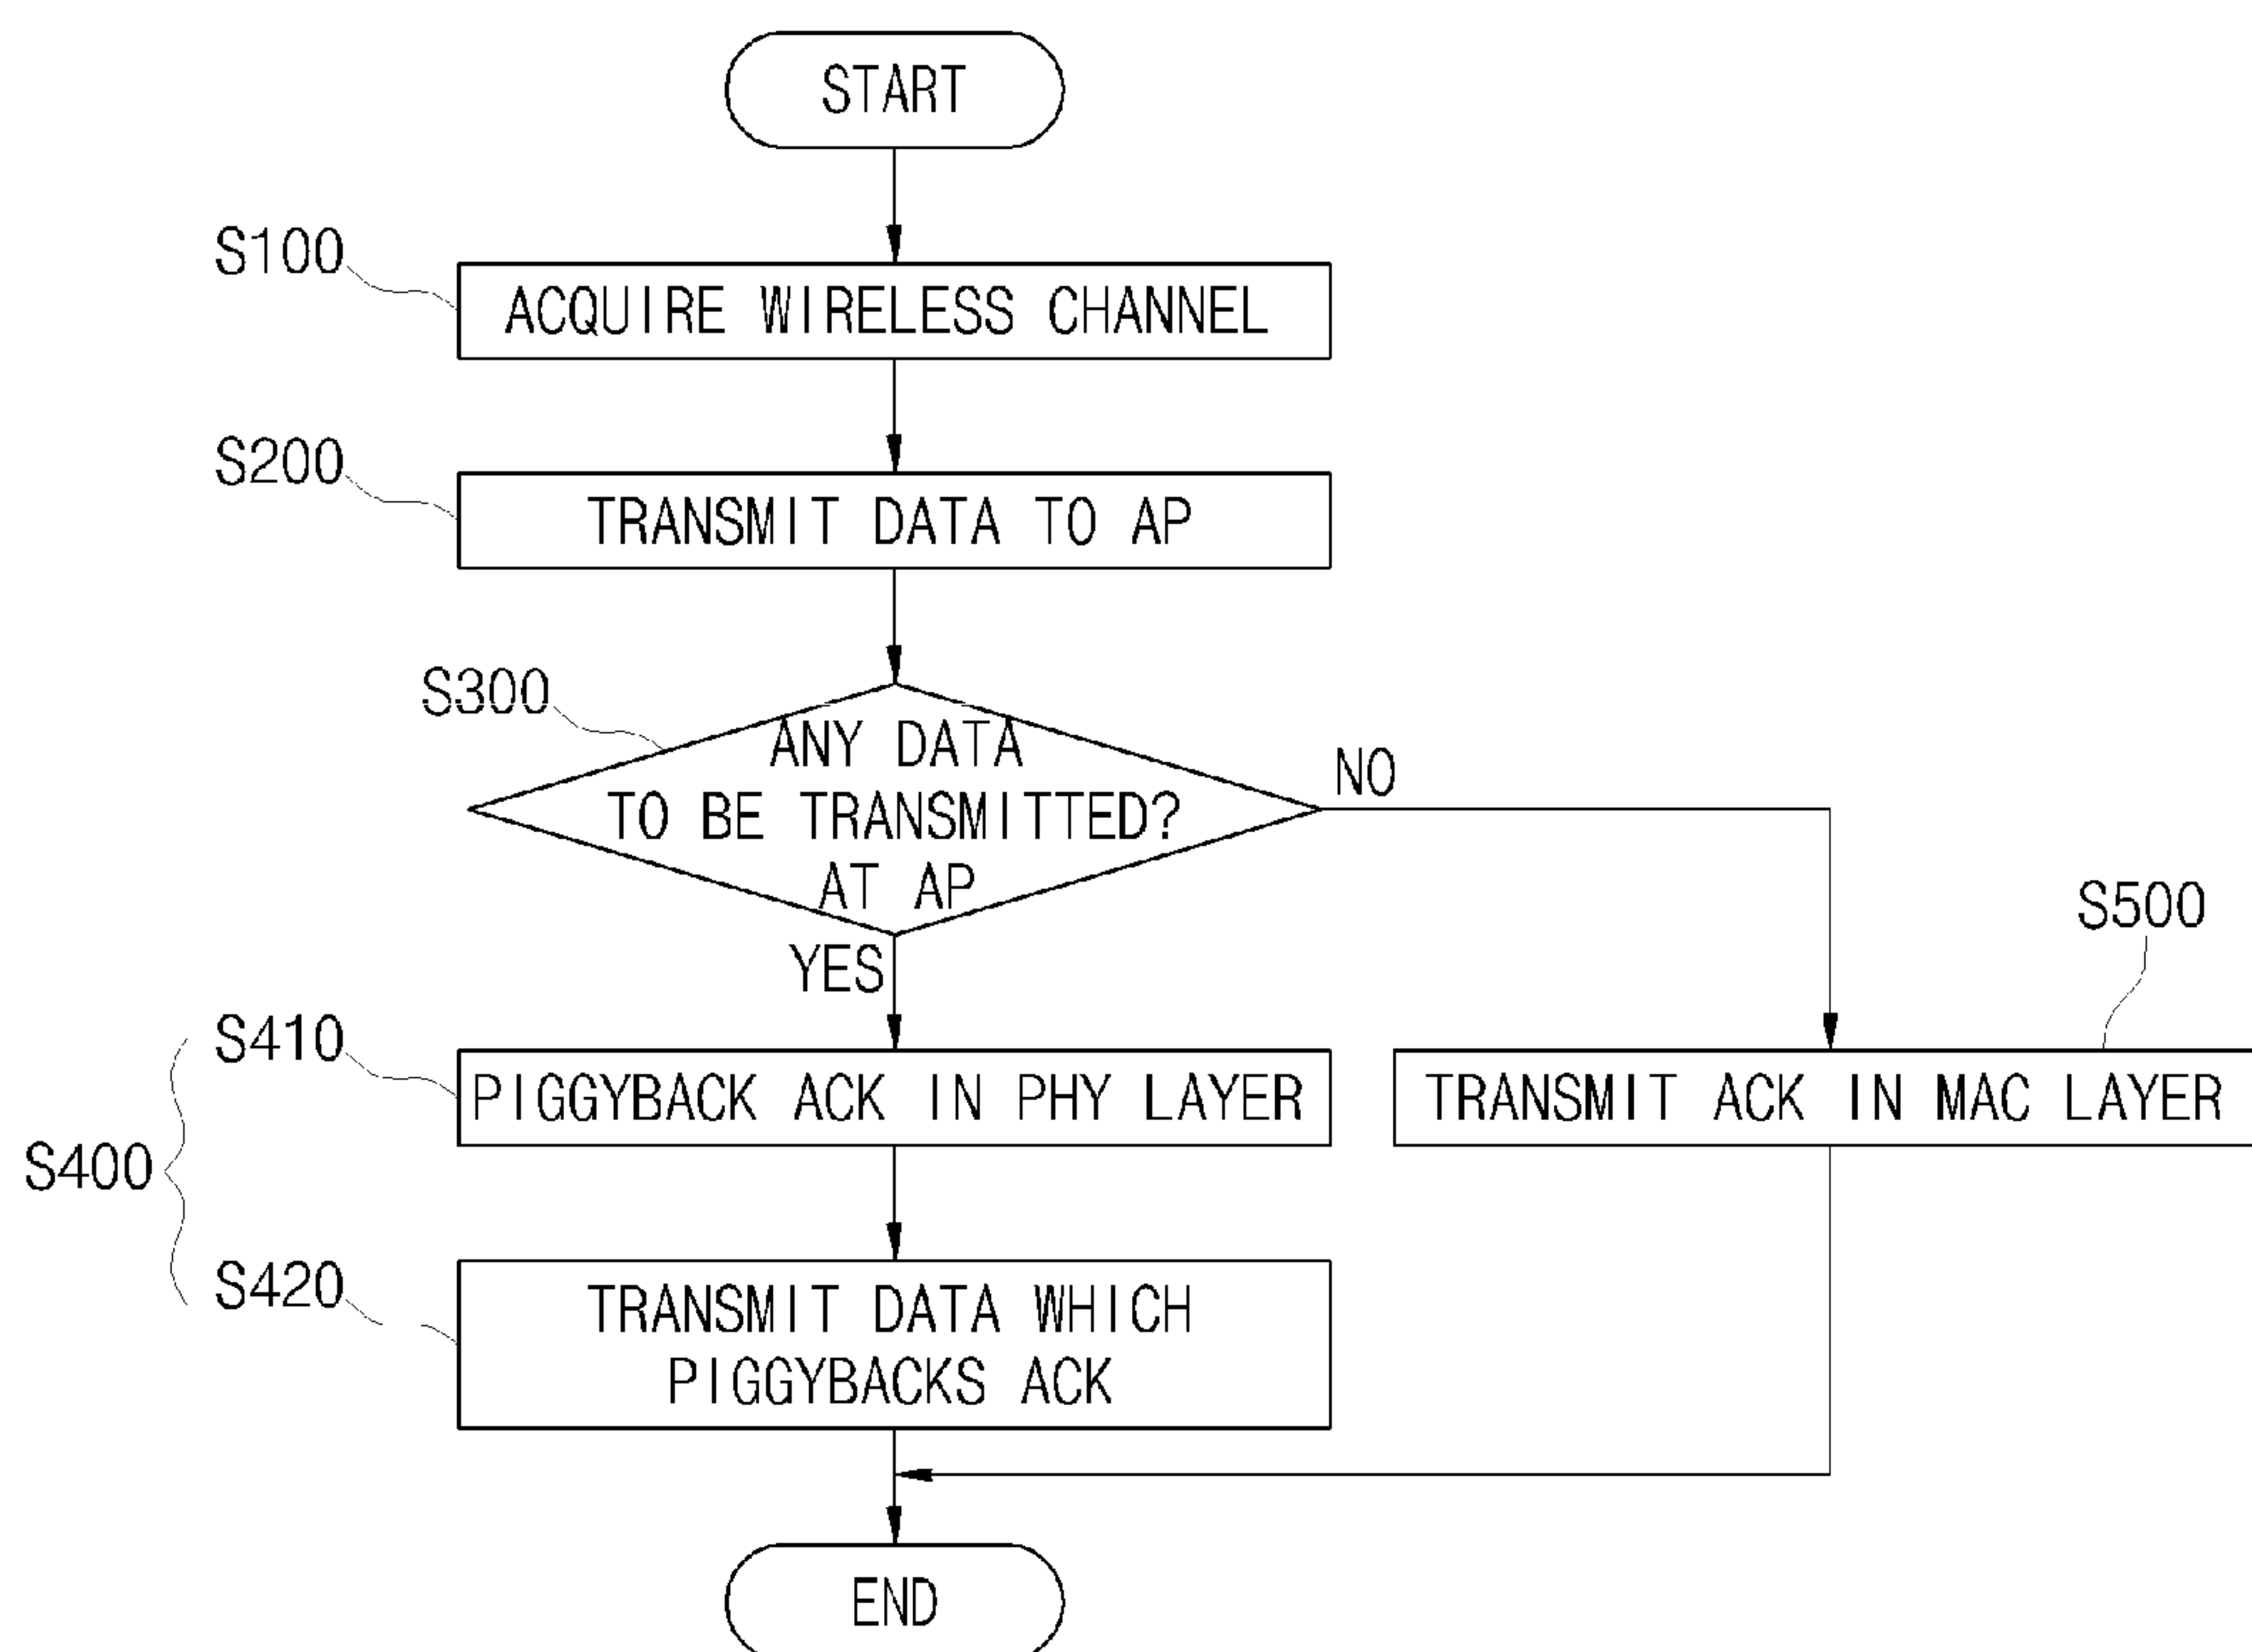 START
S100
ACQUIRE WIRELESS CHANNEL
S200
TRANSMIT DATA TO AP
S300
ANY DATA
TO BE TRANSMITTED?
AT AP
NO
YES
S500
S400
S410
PIGGYBACK ACK IN PHY LAYER
TRANSMIT ACK IN MAC LAYER
S420
TRANSMIT DATA WHICH
PIGGYBACKS ACK
END